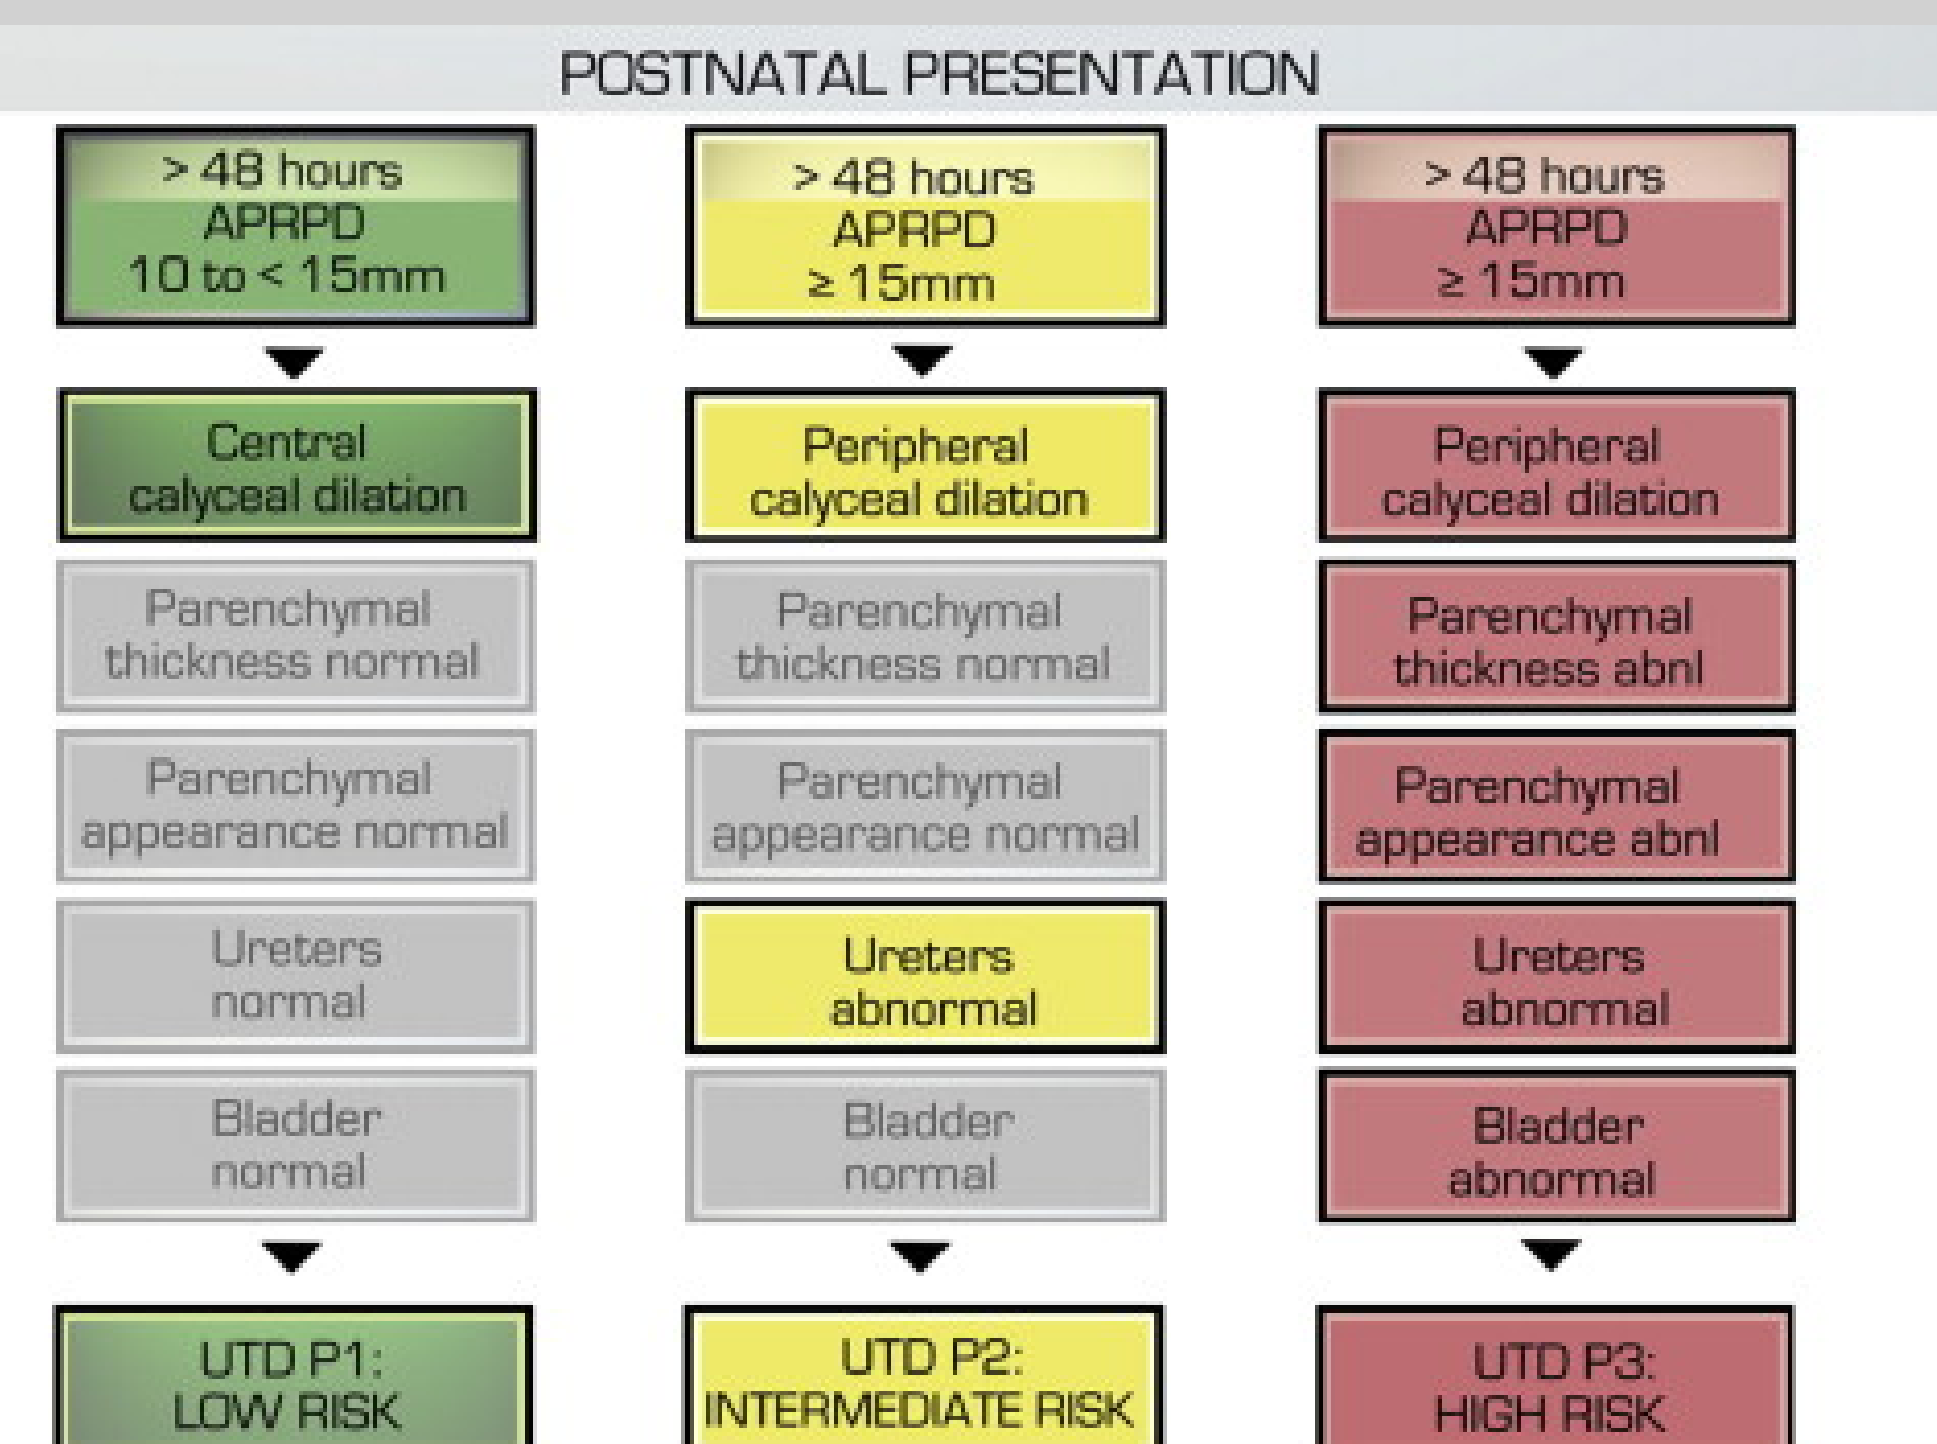 POSTNATAL PRESENTATION
> 48 hours
APRPD
10 to < 15mm
Central
calyceal dilation
Parenchymal
thickness normal
Parenchymal
appearance normal
Ureters
normal
Bladder
normal
UTD P1:
LOW RISK
> 48 hours
APRPD
≥ 15mm
Peripheral
calyceal dilation
Parenchymal
thickness normal
Parenchymal
appearance normal
Ureters
abnormal
Bladder
normal
UTD P2:
INTERMEDIATE RISK
> 48 hours
APRPD
≥ 15mm
Peripheral
calyceal dilation
Parenchymal
thickness abnl
Parenchymal
appearance abnl
Ureters
abnormal
Bladder
abnormal
UTD P3:
HIGH RISK